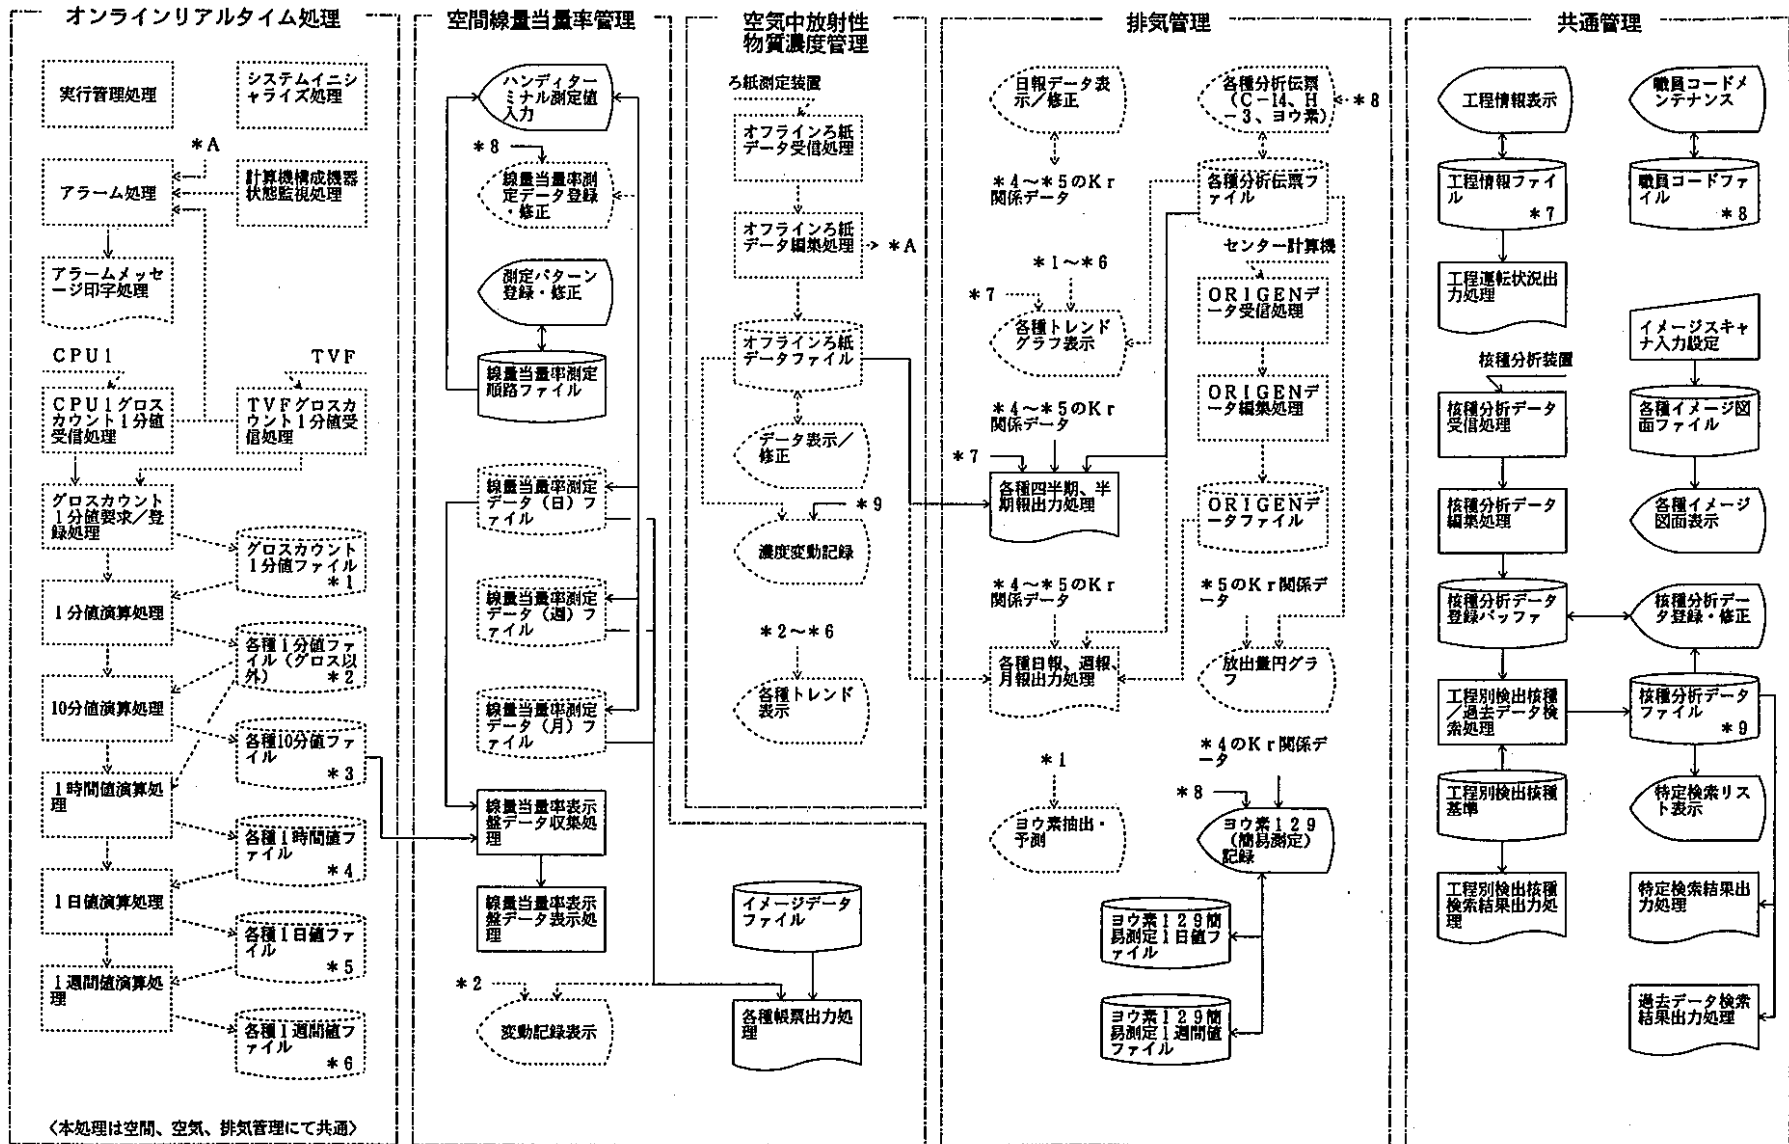 オンラインリアルタイム処理
実行管理処理
システムイニシ
ャライズ処理
*A
アラーム処理
計算機構成機器
状態監視処理
アラームメッセ
ージ印字処理
CPU1
TVF
CPU1グロス
カウント1分値
受信処理
TVFグロスカ
ウント1分値受
信処理
グロスカウント
1分値要求/登
録処理
グロスカウント
1分値ファイル
*1
1分値演算処理
各種1分値ファ
イル(グロス以
外)
*2
10分値演算処理
各種10分値ファ
イル
*3
1時間値演算処
理
各種1時間値フ
ァイル
*4
1日値演算処理
各種1日値ファ
イル
*5
1週間値演算処
理
各種1週間値フ
ァイル
*6
〈本処理は空間、空気、排気管理にて共通〉
空間線量当量率管理
ハンディター
ミナル測定値
入力
*8
線量当量率測
定データ登録
・修正
測定パターン
登録・修正
線量当量率測定
順路ファイル
線量当量率測定
データ(日)フ
ァイル
線量当量率測定
データ(週)フ
ァイル
線量当量率測定
データ(月)フ
ァイル
線量当量率表示
盤データ収集処
理
線量当量率表示
盤データ表示処
理
*2
変動記録表示
イメージデータ
ファイル
各種帳票出力処
理
空気中放射性
物質濃度管理
ろ紙測定装置
オフラインろ紙
データ受信処理
オフラインろ紙
データ編集処理
*A
オフラインろ紙
データファイル
データ表示/
修正
*9
濃度変動記録
*2~*6
各種トレンド
表示
排気管理
日報データ表
示/修正
*4~*5のKr
関係データ
各種分析伝票
(C-14、H
-3、ヨウ素)
*8
各種分析伝票フ
ァイル
*1~*6
*7
各種トレンド
グラフ表示
センター計算機
ORIGENデ
ータ受信処理
ORIGENデ
ータ編集処理
*4~*5のKr
関係データ
*7
各種四半期、半
期報出力処理
ORIGENデ
ータファイル
*4~*5のKr
関係データ
*5のKr関係デ
ータ
各種日報、週報、
月報出力処理
放出量円グラ
フ
*1
ヨウ素抽出・
予測
*4のKr関係デ
ータ
*8
ヨウ素129
(簡易測定)
記録
ヨウ素129簡
易測定1日値フ
ァイル
ヨウ素129簡
易測定1週間値
ファイル
共通管理
工程情報表示
職員コードメ
ンテナンス
工程情報ファイ
ル
*7
職員コードファ
イル
*8
工程運転状況出
力処理
イメージスキャ
ナ入力設定
核種分析装置
核種分析データ
受信処理
各種イメージ図
面ファイル
核種分析データ
編集処理
各種イメージ
図面表示
核種分析データ
登録バッファ
核種分析デー
タ登録・修正
工程別検出核種
/過去データ検
索処理
核種分析データ
ファイル
*9
工程別検出核種
基準
特定検索リス
ト表示
工程別検出核種
検索結果出力処
理
特定検索結果出
力処理
過去データ検索
結果出力処理